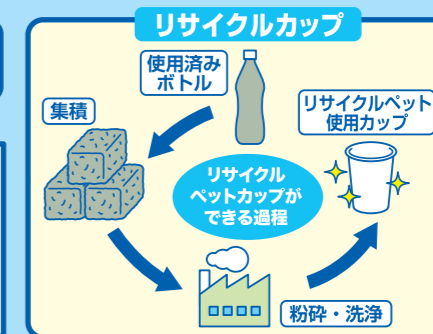 リサイクルカップ
使用済み
ボトル
集積
リサイクルペット
使用カップ
リサイクル
ペットカップが
できる過程
粉砕・洗浄